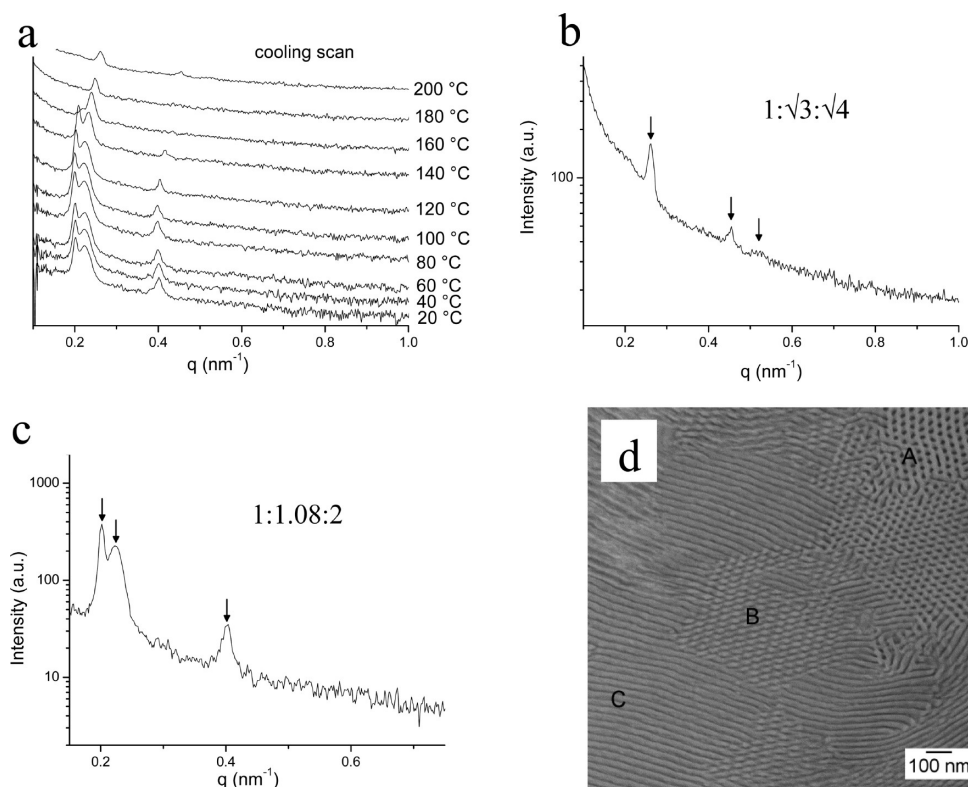 a
cooling scan
200 °C
180 °C
160 °C
140 °C
120 °C
100 °C
80 °C
60 °C
40 °C
20 °C
0.2 0.4 0.6 0.8 1.0
q (nm⁻¹)
b
1:√3:√4
Intensity (a.u.)
100
0.2 0.4 0.6 0.8 1.0
q (nm⁻¹)
c
1:1.08:2
Intensity (a.u.)
1000
100
10
0.2 0.4 0.6
q (nm⁻¹)
d
A
B
C
100 nm